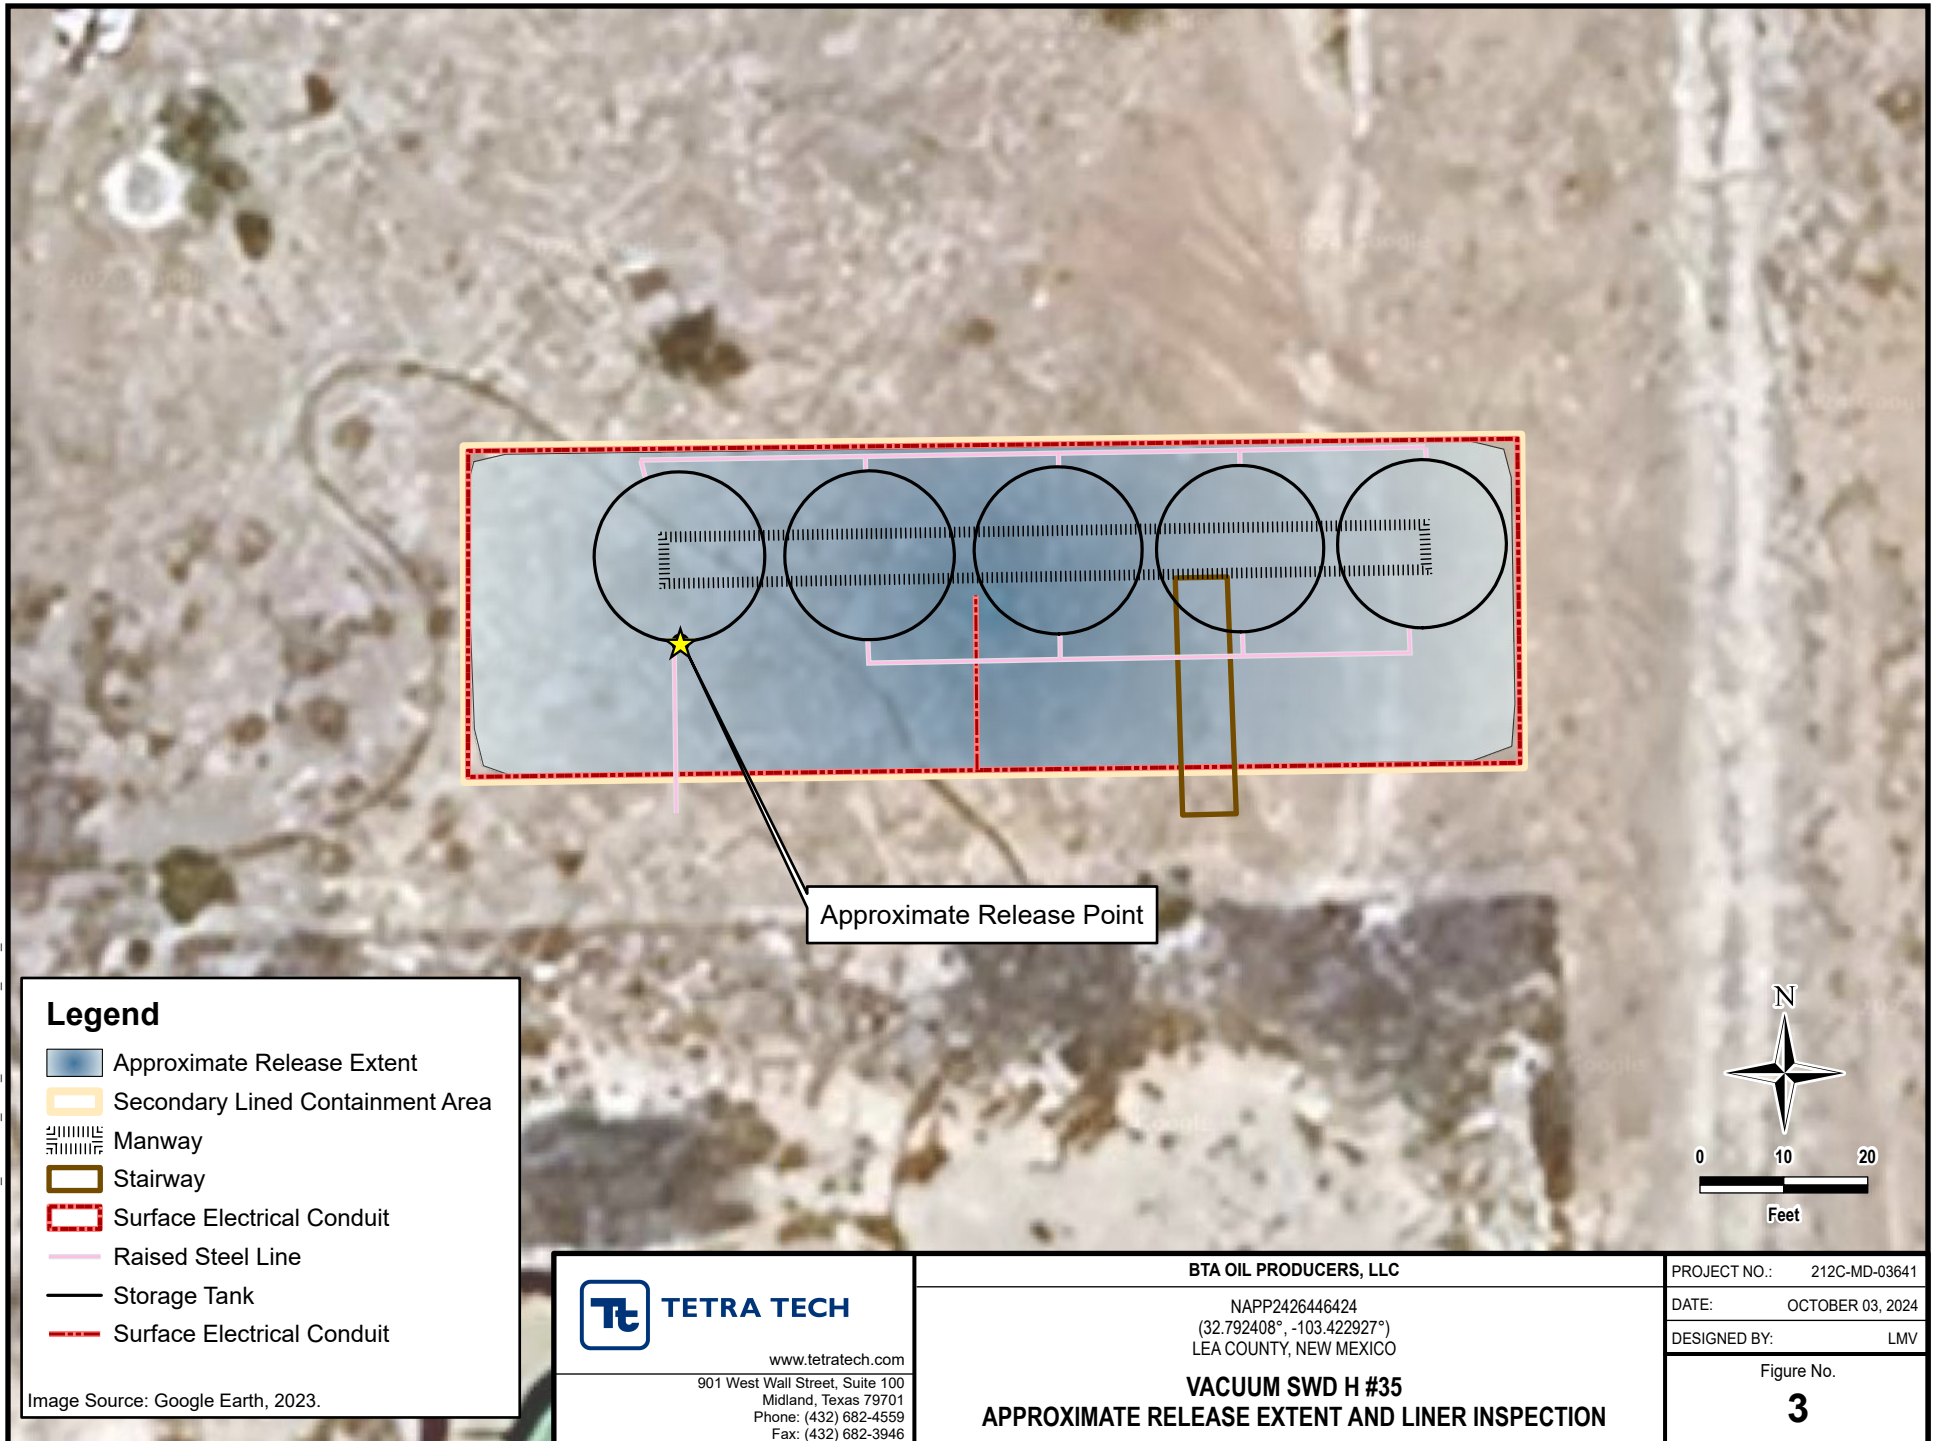 Approximate Release Point
Legend
Approximate Release Extent
Secondary Lined Containment Area
Manway
Stairway
Surface Electrical Conduit
Raised Steel Line
Storage Tank
Surface Electrical Conduit
Image Source: Google Earth, 2023.
N
0 10 20
Feet
Tt TETRA TECH
www.tetratech.com
901 West Wall Street, Suite 100
Midland, Texas 79701
Phone: (432) 682-4559
Fax: (432) 682-3946
BTA OIL PRODUCERS, LLC
NAPP2426446424
(32.792408°, -103.422927°)
LEA COUNTY, NEW MEXICO
VACUUM SWD H #35
APPROXIMATE RELEASE EXTENT AND LINER INSPECTION
PROJECT NO.: 212C-MD-03641
DATE: OCTOBER 03, 2024
DESIGNED BY: LMV
Figure No.
3